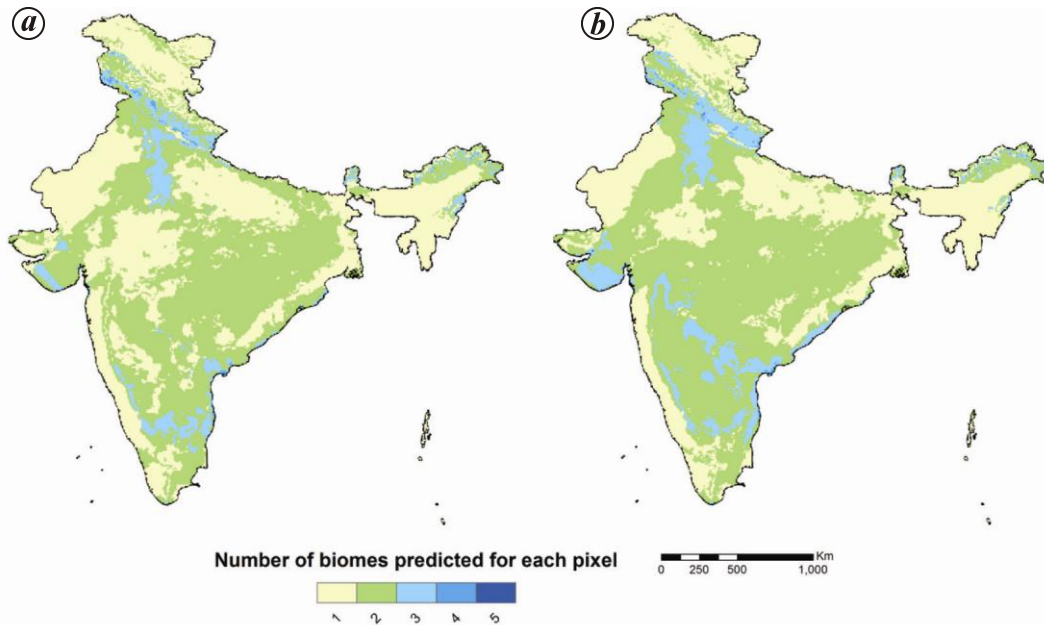 a b
Number of biomes predicted for each pixel
Km
0 250 500 1,000
1 2 3 4 5